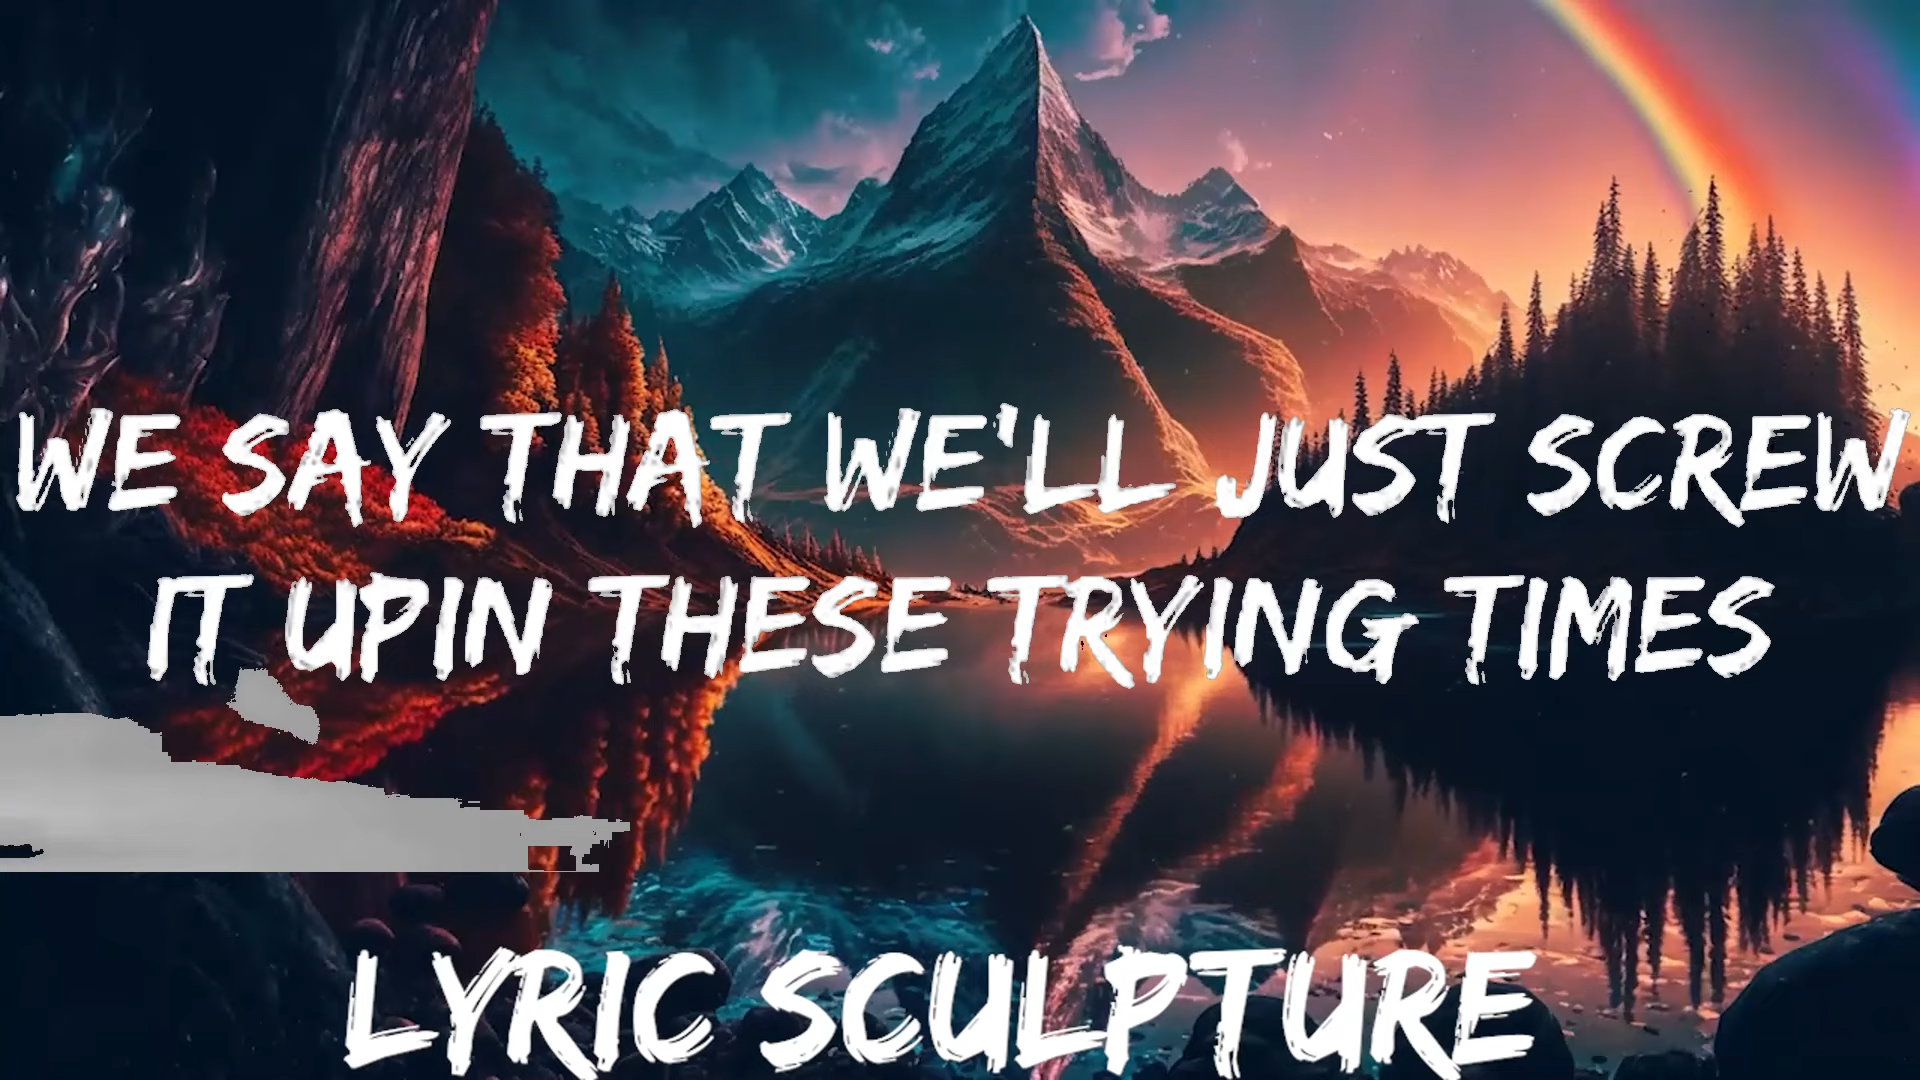 WE SAY THAT WE'LL JUST SCREW
IT UPIN THESE TRYING TIMES
LYRIC SCULPTURE